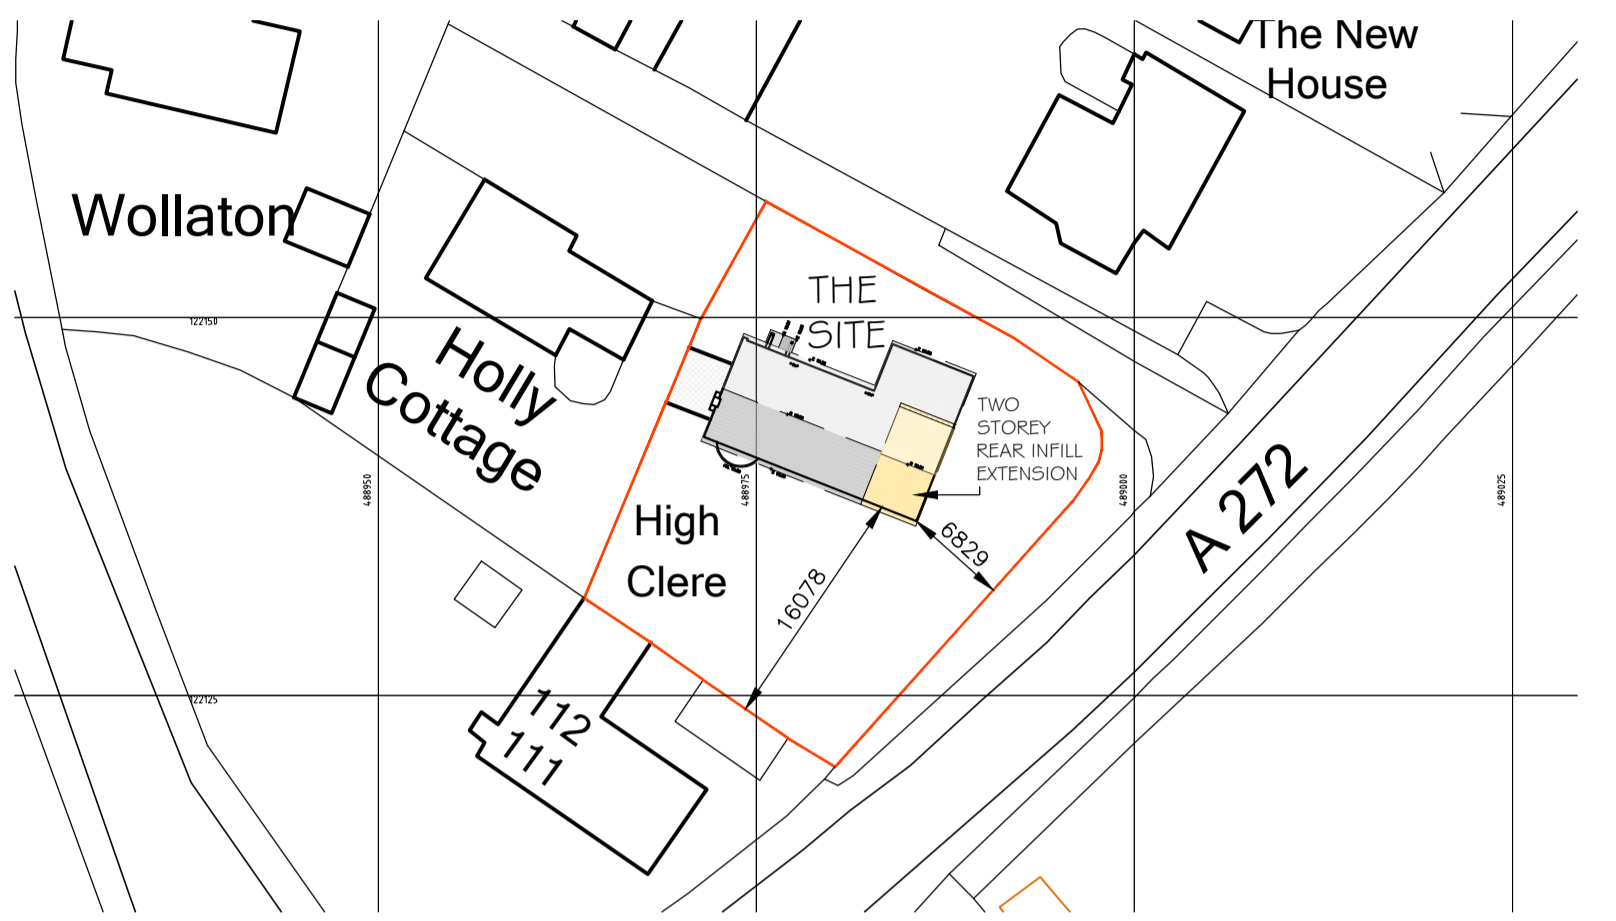 The New
House
Wollaton
THE
SITE
122150
Holly
Cottage
TWO
STOREY
REAR INFILL
EXTENSION
488950
488975
489000
489025
A 272
High
Clere
6829
16078
122125
112
111